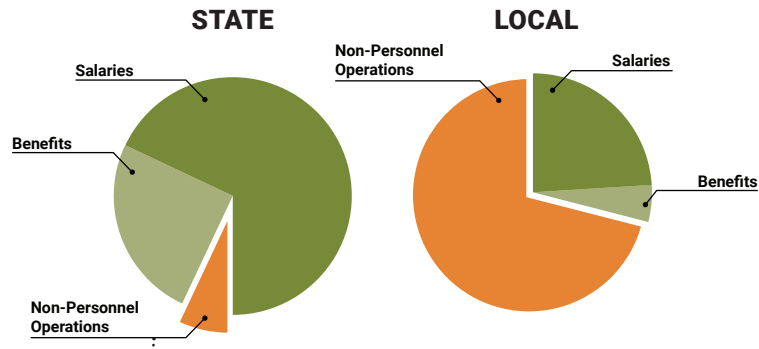 STATE
Salaries
Benefits
Non-Personnel
Operations
LOCAL
Non-Personnel
Operations
Salaries
Benefits